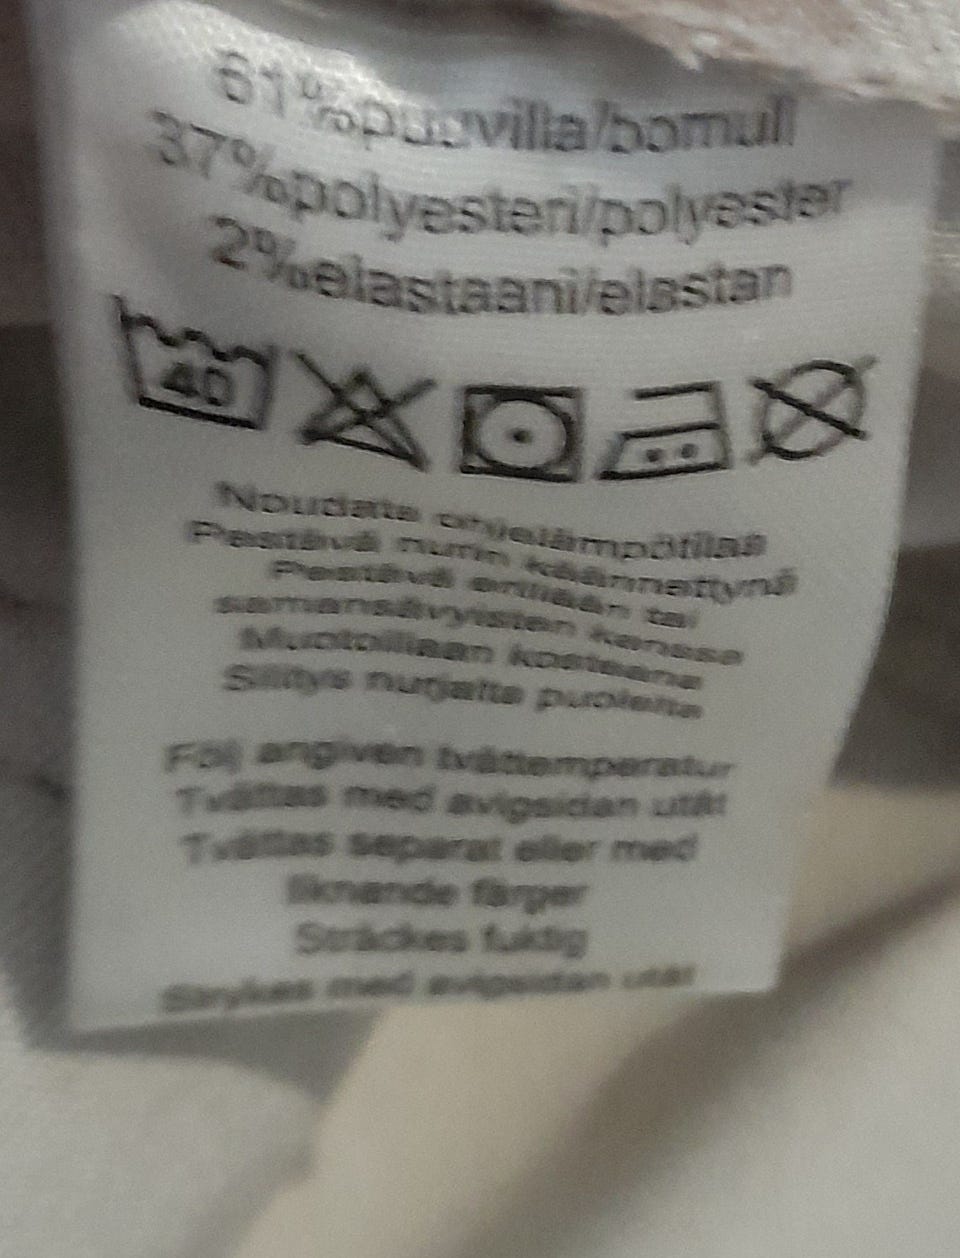 61%puuvilla/bomull
37%polyesteri/polyester
2%elastaani/elastan
40
Noudata ohjelämpötilaa
Pestävä nurin käännettynä
Pestävä erillään tai
samansävyisten kanssa
Muotoillaan kosteana
Silitys nurjalta puolelta
Följ angiven tvättemperatur
Tvättas med avigsidan utåt
Tvättas separat eller med
liknande färger
Sträckes fuktig
Strykes med avigsidan utåt